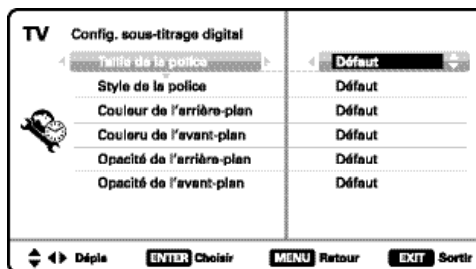 TV Config. sous-titrage digital
Taille de la police Défaut
Style de la police Défaut
Couleur de l'arrière-plan Défaut
Couleru de l'avant-plan Défaut
Opacité de l'arrière-plan Défaut
Opacité de l'avant-plan Défaut
Dépla ENTER Choisir MENU Retour EXIT Sortir